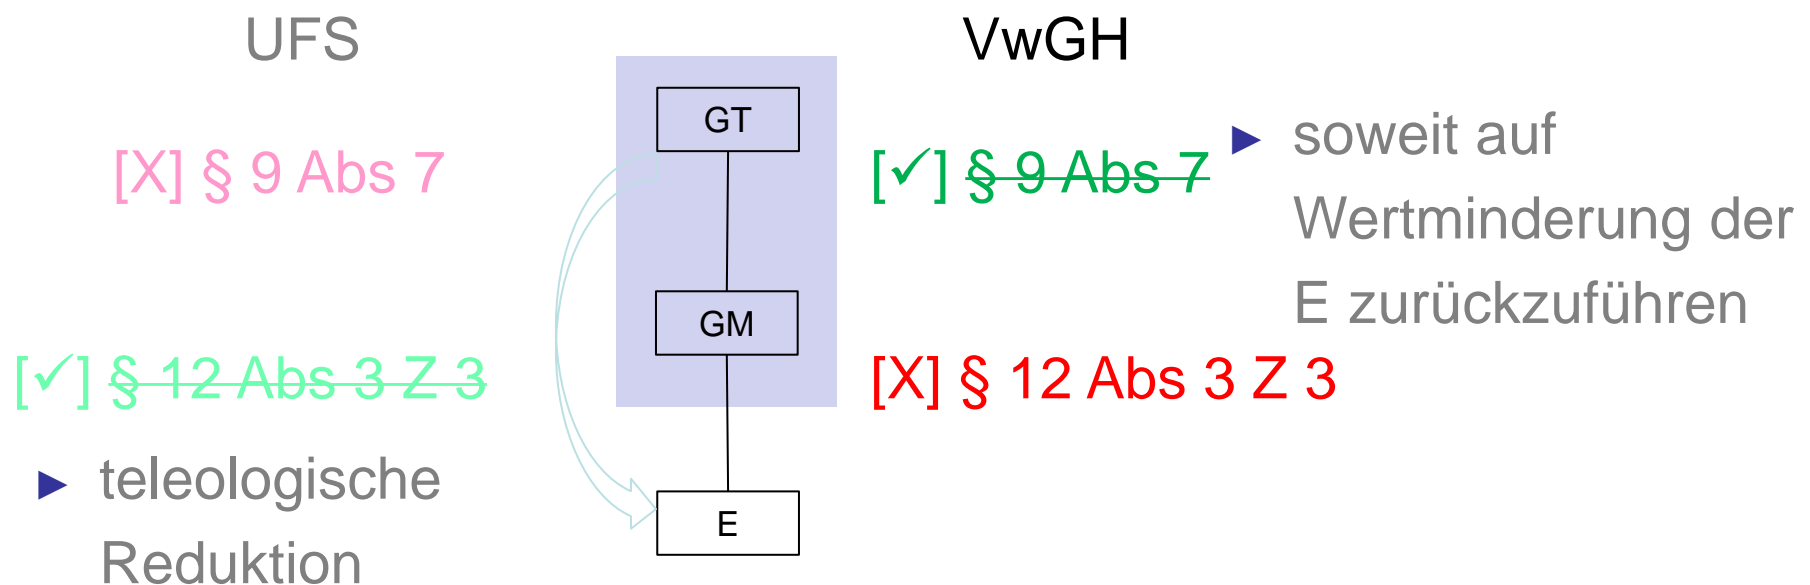 UFS
[X] § 9 Abs 7
[✓] § 12 Abs 3 Z 3
► teleologische
Reduktion
GT
GM
E
VwGH
[✓] § 9 Abs 7
► soweit auf
Wertminderung der
E zurückzuführen
[X] § 12 Abs 3 Z 3